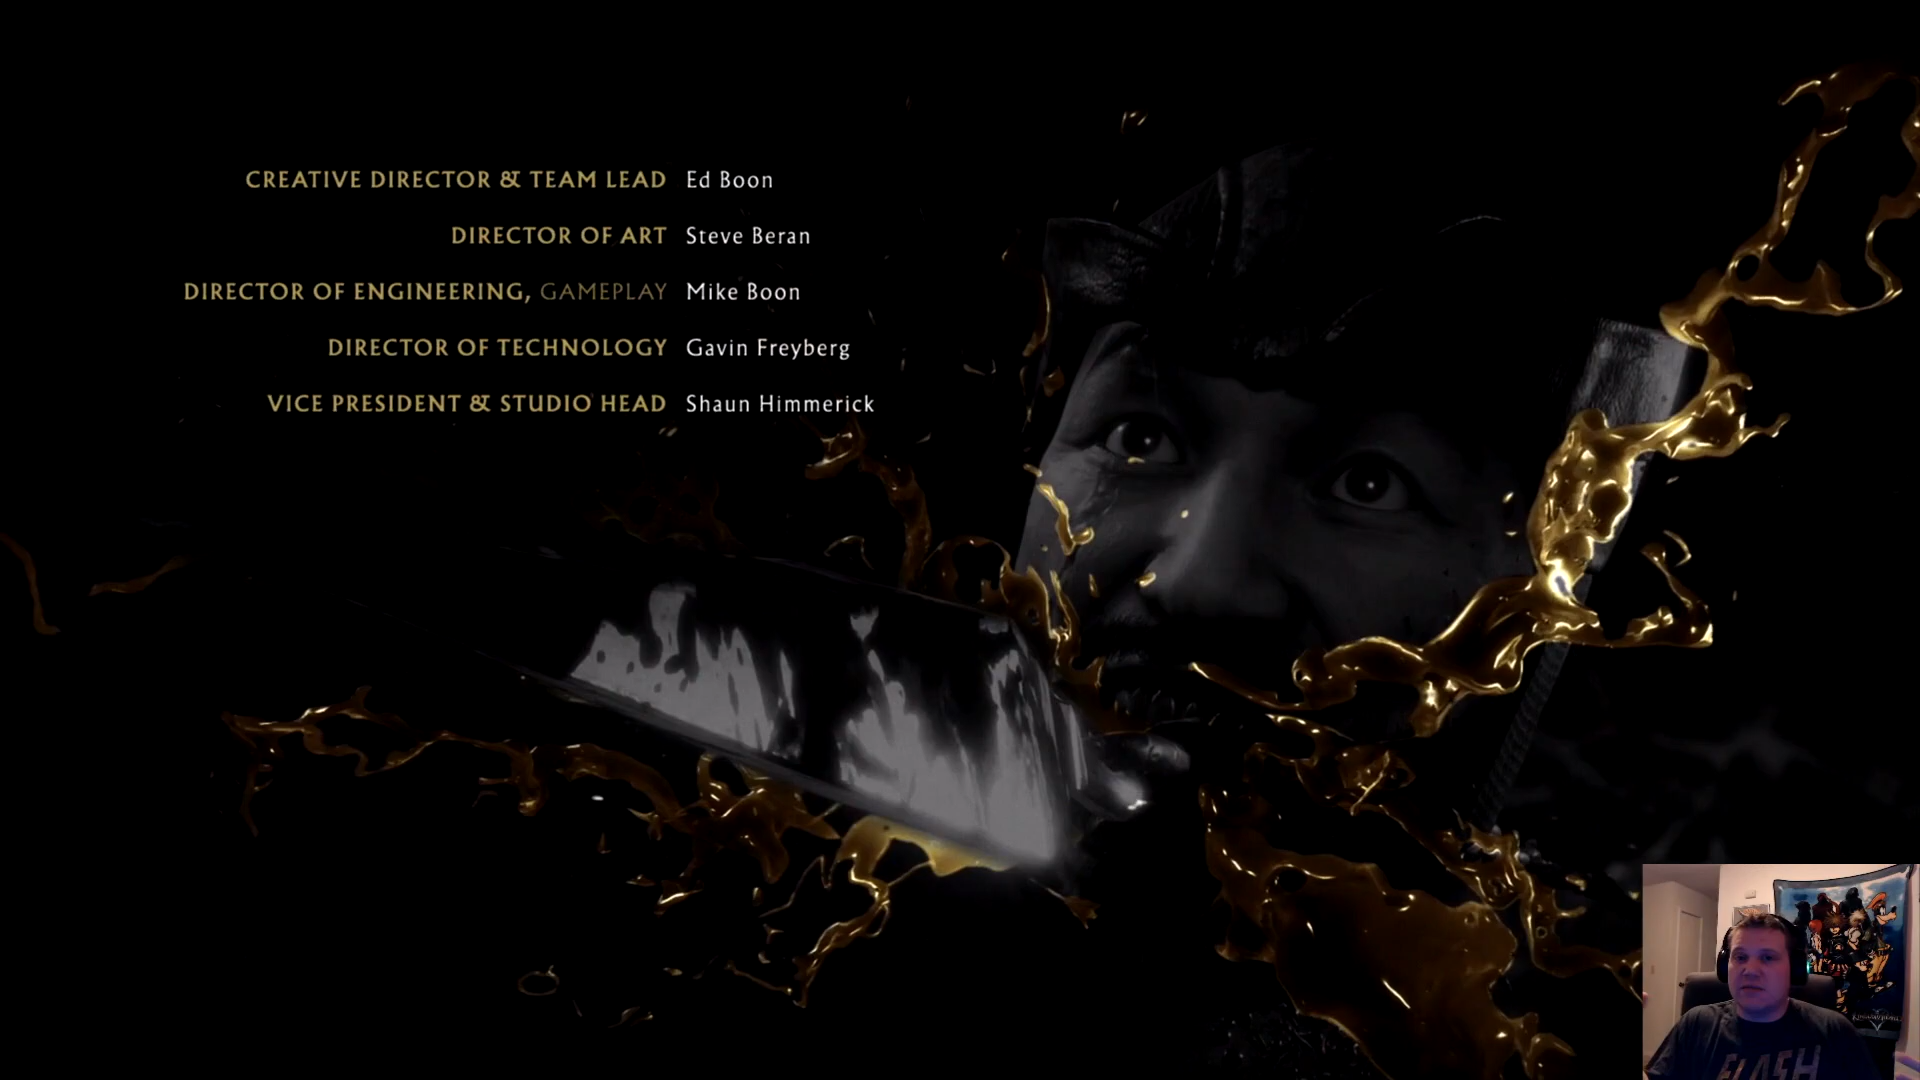 CREATIVE DIRECTOR & TEAM LEAD Ed Boon
DIRECTOR OF ART Steve Beran
DIRECTOR OF ENGINEERING, GAMEPLAY Mike Boon
DIRECTOR OF TECHNOLOGY Gavin Freyberg
VICE PRESIDENT & STUDIO HEAD Shaun Himmerick
FLASH